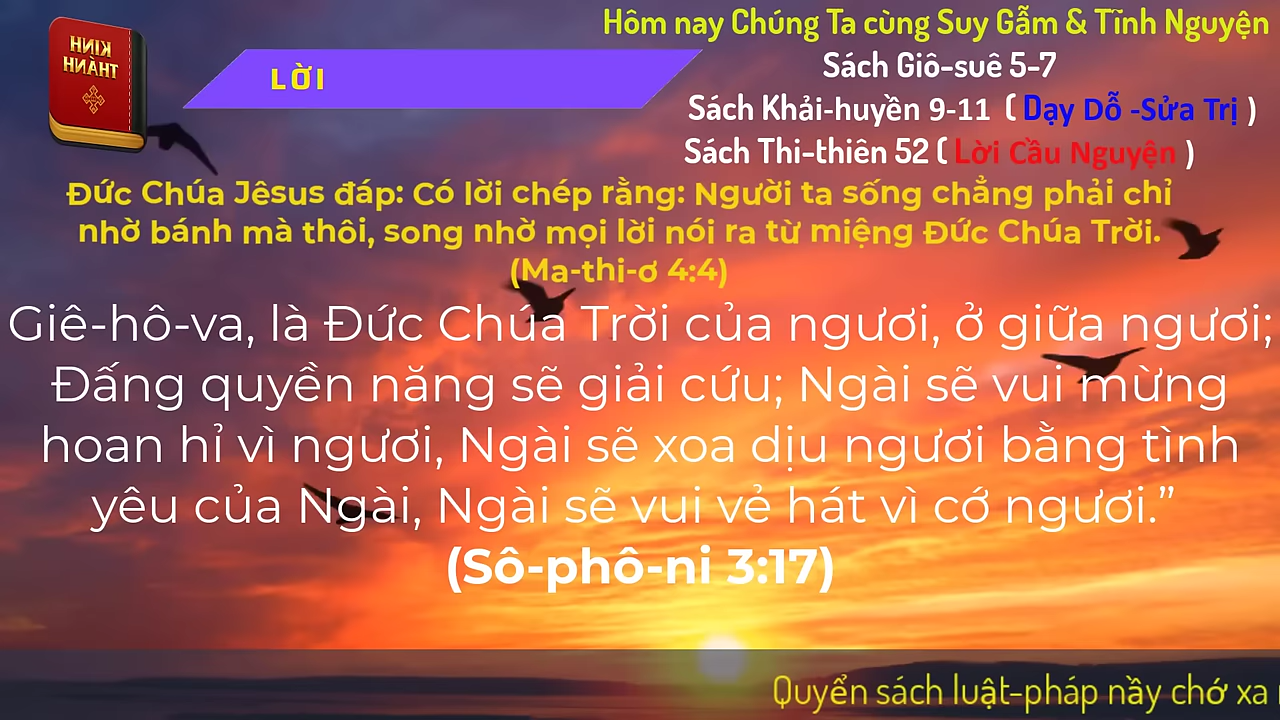 KINH
THÀNH
LỜI
Hôm nay Chúng Ta cùng Suy Gẫm & Tĩnh Nguyện
Sách Giô-suê 5-7
Sách Khải-huyền 9-11 ( Dạy Dỗ -Sửa Trị )
Sách Thi-thiên 52 ( Lời Cầu Nguyện )
Đức Chúa Jêsus đáp: Có lời chép rằng: Người ta sống chẳng phải chỉ
nhờ bánh mà thôi, song nhờ mọi lời nói ra từ miệng Đức Chúa Trời.
(Ma-thi-ơ 4:4)
Giê-hô-va, là Đức Chúa Trời của ngươi, ở giữa ngươi;
Đấng quyền năng sẽ giải cứu; Ngài sẽ vui mừng
hoan hỉ vì ngươi, Ngài sẽ xoa dịu ngươi bằng tình
yêu của Ngài, Ngài sẽ vui vẻ hát vì cớ ngươi.”
(Sô-phô-ni 3:17)
Quyển sách luật-pháp nầy chớ xa